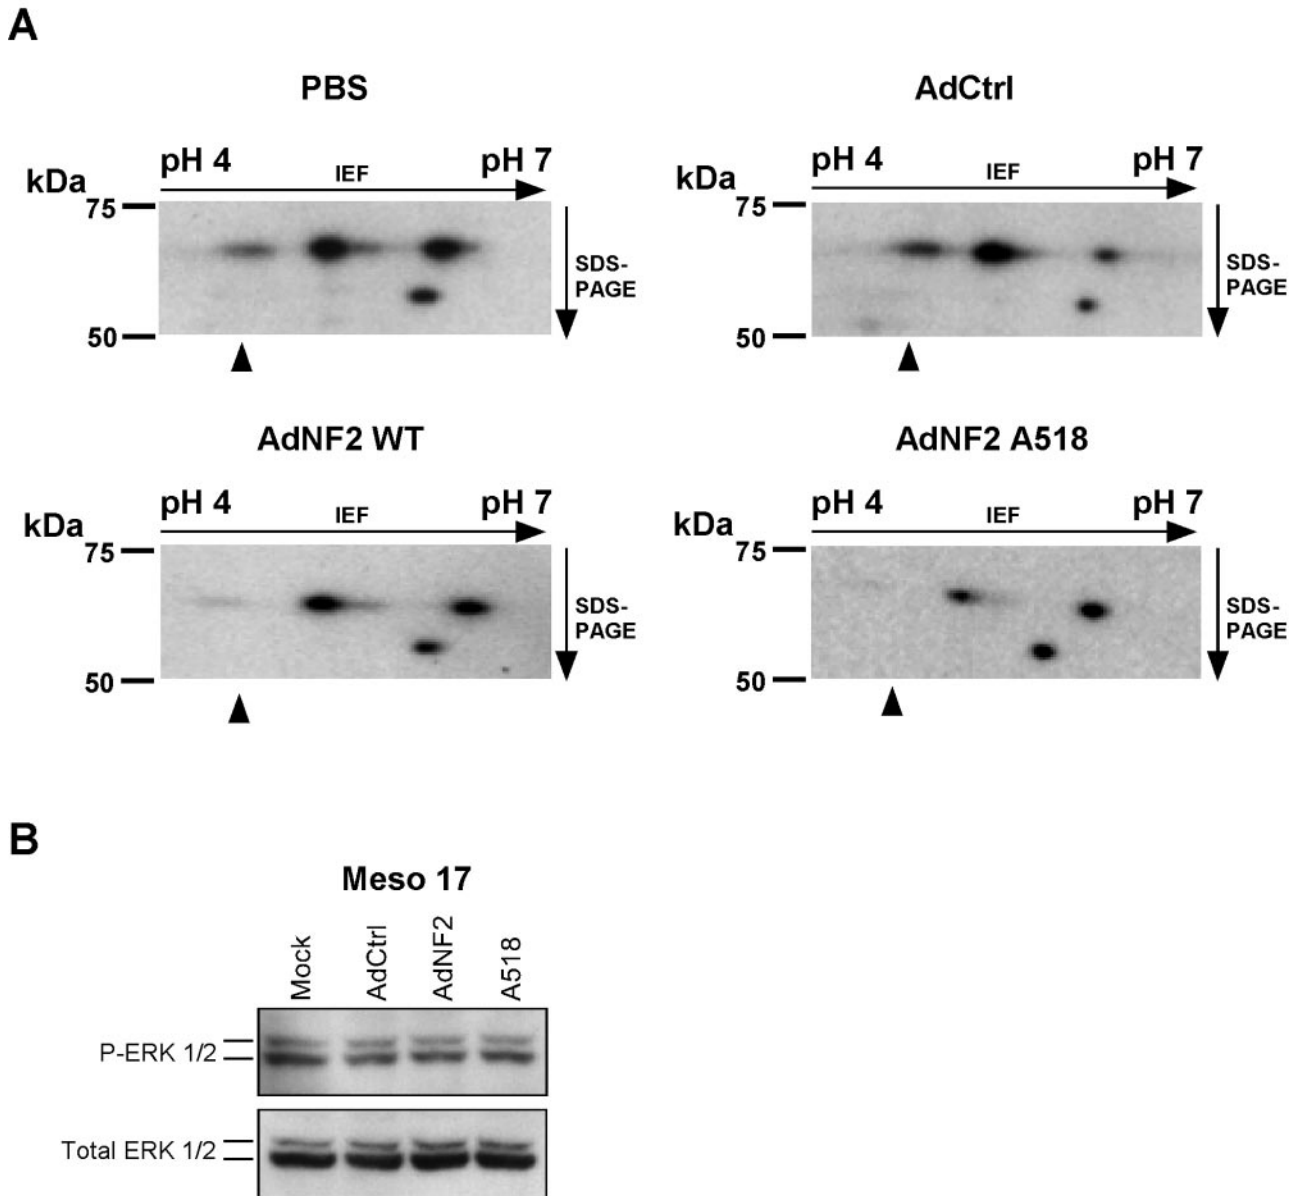 A
PBS
AdCtrl
pH 4 IEF pH 7
kDa
75
50
SDS-
PAGE
pH 4 IEF pH 7
kDa
75
50
SDS-
PAGE
AdNF2 WT
AdNF2 A518
pH 4 IEF pH 7
kDa
75
50
SDS-
PAGE
pH 4 IEF pH 7
kDa
75
50
SDS-
PAGE
B
Meso 17
Mock
AdCtrl
AdNF2
A518
P-ERK 1/2
Total ERK 1/2